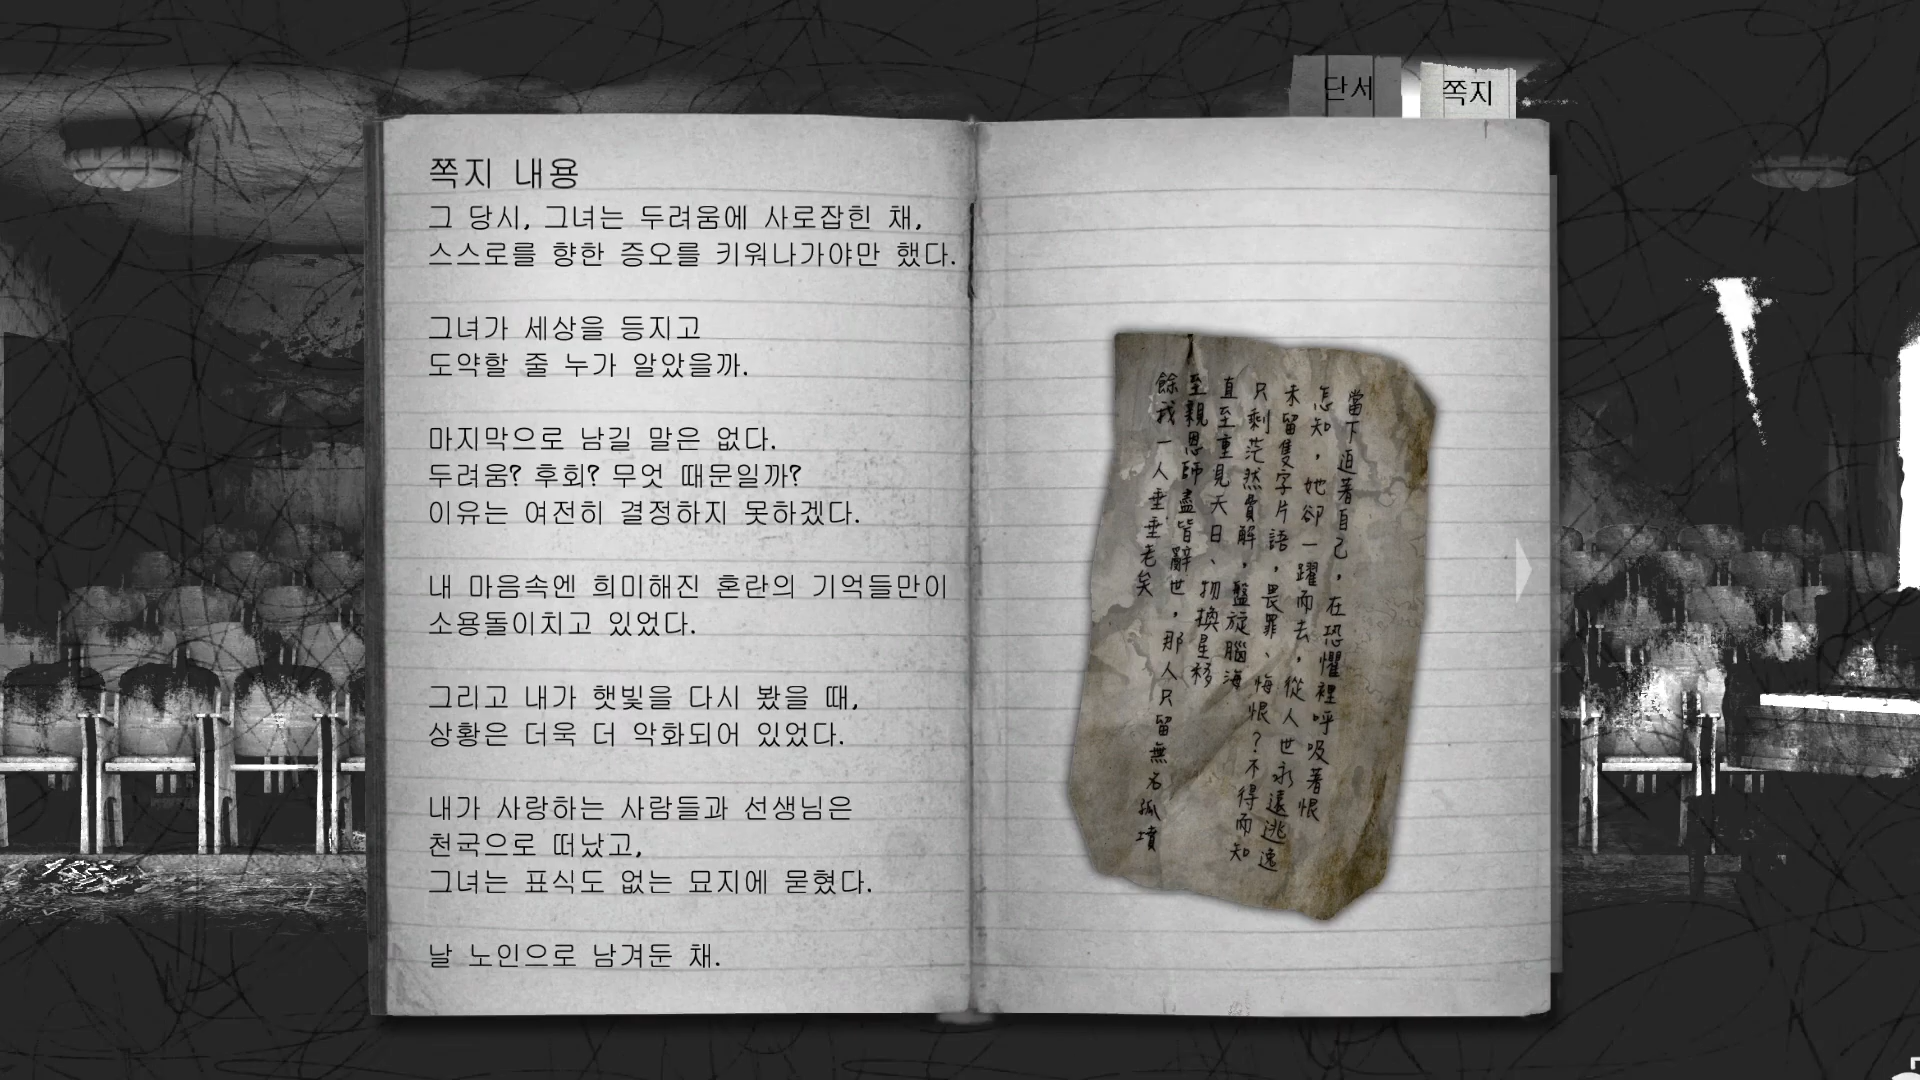 단서
쪽지
쪽지 내용
그 당시, 그녀는 두려움에 사로잡힌 채,
스스로를 향한 증오를 키워나가야만 했다.
그녀가 세상을 등지고
도약할 줄 누가 알았을까.
마지막으로 남길 말은 없다.
두려움? 후회? 무엇 때문일까?
이유는 여전히 결정하지 못하겠다.
내 마음속엔 희미해진 혼란의 기억들만이
소용돌이치고 있었다.
그리고 내가 햇빛을 다시 봤을 때,
상황은 더욱 더 악화되어 있었다.
내가 사랑하는 사람들과 선생님은
천국으로 떠났고,
그녀는 표식도 없는 묘지에 묻혔다.
날 노인으로 남겨둔 채.
當下迫著自己，在恐懼裡呼吸著恨
怎知，她卻一躍而去，從人世永遠逃逸
未留隻字片語，畏罪、悔恨？不得而知
只剩茫然費解，盤旋腦海
直至重見天日、物換星移
至親恩師盡皆辭世，那人只留無名孤墳
餘我一人垂垂老矣